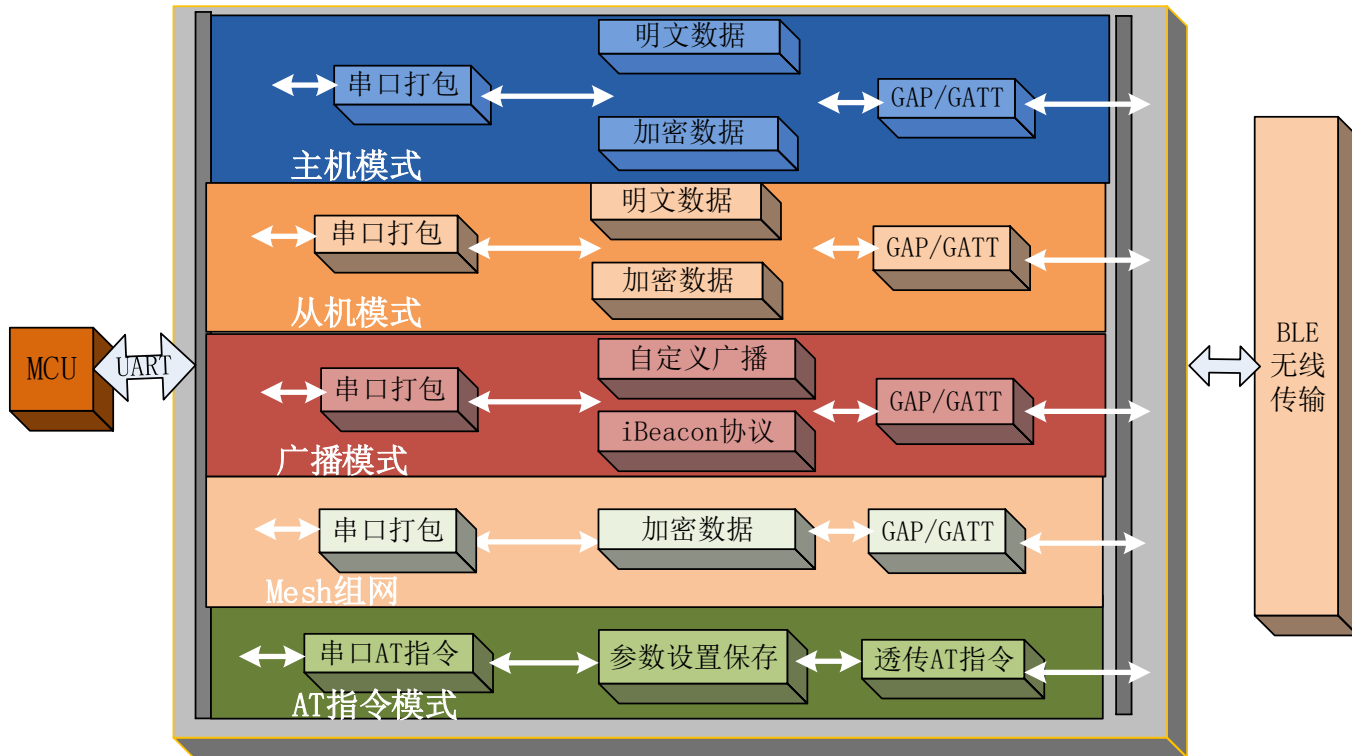 明文数据
串口打包
GAP/GATT
加密数据
主机模式
明文数据
串口打包
GAP/GATT
加密数据
从机模式
MCU
UART
自定义广播
串口打包
GAP/GATT
iBeacon协议
广播模式
BLE
无线
传输
串口打包
加密数据
GAP/GATT
Mesh组网
串口AT指令
参数设置保存
透传AT指令
AT指令模式